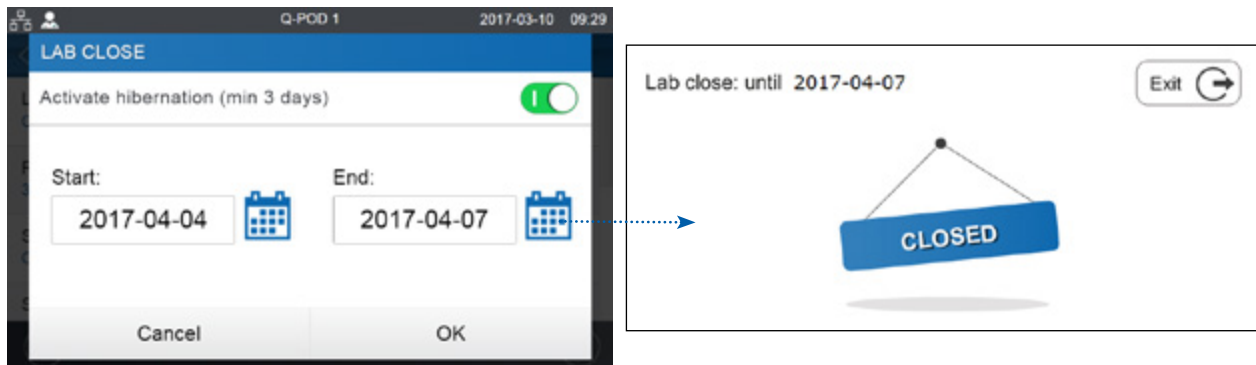 Q-POD 1 2017-03-10 09:29
LAB CLOSE
Activate hibernation (min 3 days)
Start: End:
2017-04-04 2017-04-07
Cancel OK
Lab close: until 2017-04-07 Exit
CLOSED